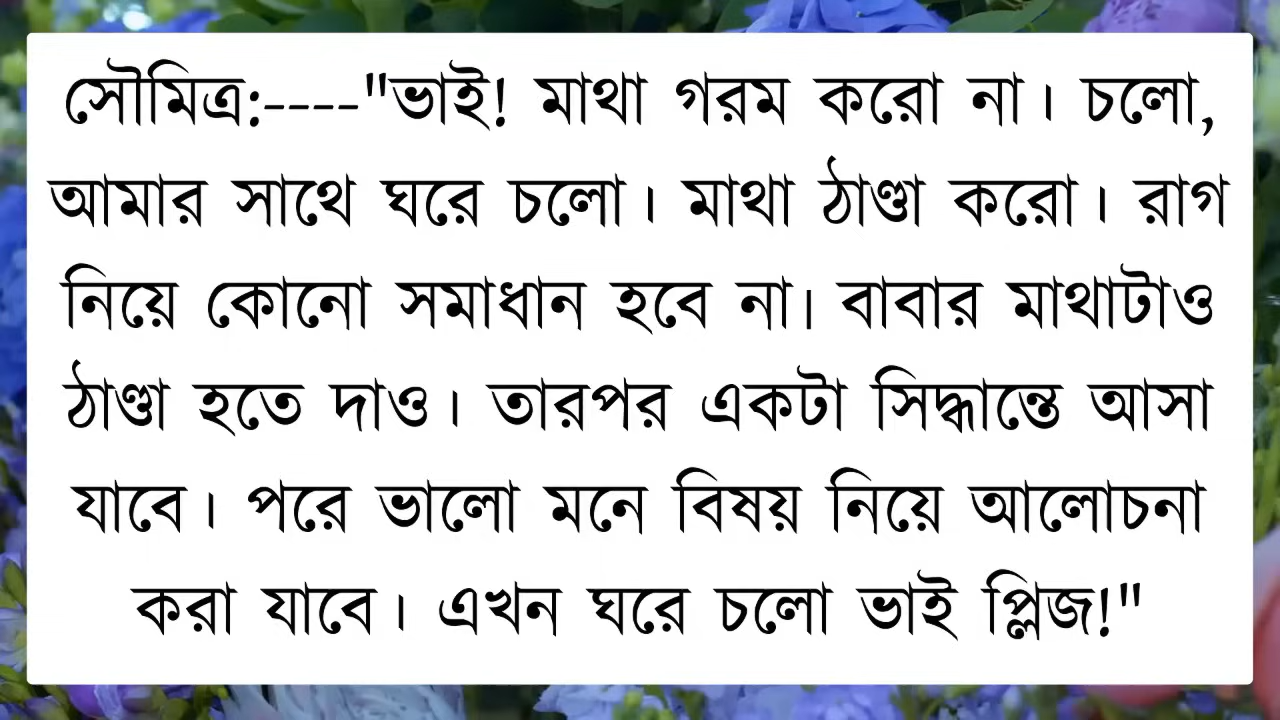 সৌমিত্র:----"ভাই! মাথা গরম করো না। চলো,
আমার সাথে ঘরে চলো। মাথা ঠাণ্ডা করো। রাগ
নিয়ে কোনো সমাধান হবে না। বাবার মাথাটাও
ঠাণ্ডা হতে দাও। তারপর একটা সিদ্ধান্তে আসা
যাবে। পরে ভালো মনে বিষয় নিয়ে আলোচনা
করা যাবে। এখন ঘরে চলো ভাই প্লিজ!"